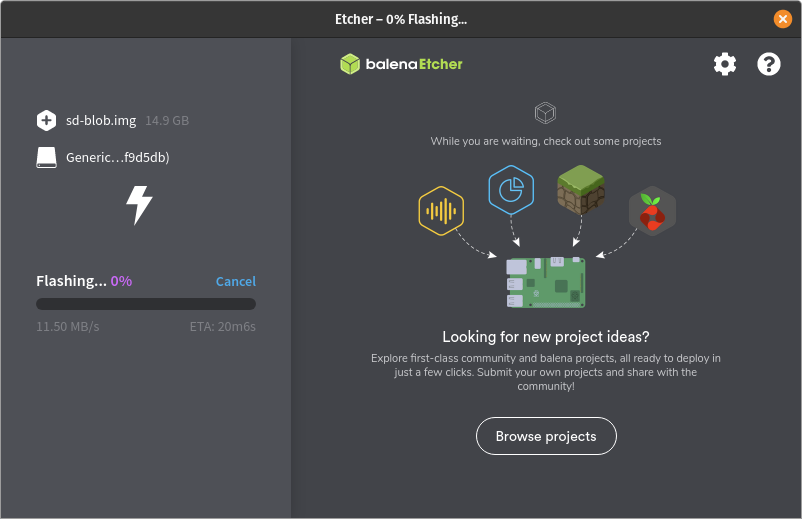 Etcher – 0% Flashing...
balenaEtcher
sd-blob.img 14.9 GB
Generic…f9d5db)
Flashing... 0% Cancel
11.50 MB/s ETA: 20m6s
While you are waiting, check out some projects
Looking for new project ideas?
Explore first-class community and balena projects, all ready to deploy in
just a few clicks. Submit your own projects and share with the
community!
Browse projects